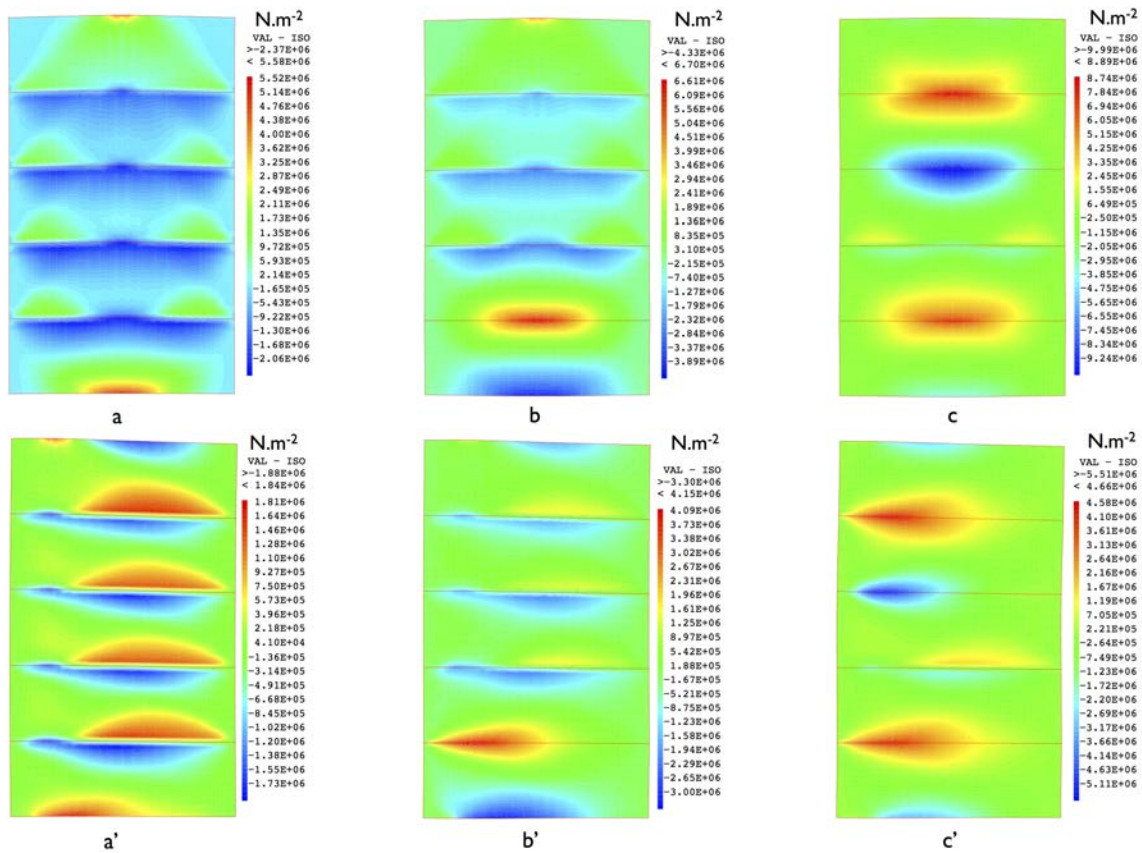 N.m-2
VAL - ISO
>-2.37E+06
< 5.58E+06
5.52E+06
5.14E+06
4.76E+06
4.38E+06
4.00E+06
3.62E+06
3.25E+06
2.87E+06
2.49E+06
2.11E+06
1.73E+06
1.35E+06
9.72E+05
5.93E+05
2.14E+05
-1.65E+05
-5.43E+05
-9.22E+05
-1.30E+06
-1.68E+06
-2.06E+06
a
N.m-2
VAL - ISO
>-4.33E+06
< 6.70E+06
6.61E+06
6.09E+06
5.56E+06
5.04E+06
4.51E+06
3.99E+06
3.46E+06
2.94E+06
2.41E+06
1.89E+06
1.36E+06
8.35E+05
3.10E+05
-2.15E+05
-7.40E+05
-1.27E+06
-1.79E+06
-2.32E+06
-2.84E+06
-3.37E+06
-3.89E+06
b
N.m-2
VAL - ISO
>-9.99E+06
< 8.89E+06
8.74E+06
7.84E+06
6.94E+06
6.04E+06
5.15E+06
4.25E+06
3.35E+06
2.45E+06
1.55E+06
6.49E+05
-2.50E+05
-1.15E+06
-2.05E+06
-2.95E+06
-3.85E+06
-4.75E+06
-5.65E+06
-6.55E+06
-7.45E+06
-8.34E+06
-9.24E+06
c
N.m-2
VAL - ISO
>-1.88E+06
< 1.84E+06
1.81E+06
1.64E+06
1.46E+06
1.28E+06
1.10E+06
9.27E+05
7.50E+05
5.73E+05
3.96E+05
2.18E+05
4.10E+04
-1.36E+05
-3.14E+05
-4.91E+05
-6.68E+05
-8.45E+05
-1.02E+06
-1.20E+06
-1.38E+06
-1.55E+06
-1.73E+06
a'
N.m-2
VAL - ISO
>-3.30E+06
< 4.15E+06
4.09E+06
3.73E+06
3.38E+06
3.02E+06
2.67E+06
2.31E+06
1.96E+06
1.61E+06
1.25E+06
8.97E+05
5.42E+05
1.88E+05
-1.67E+05
-5.21E+05
-8.75E+05
-1.23E+06
-1.58E+06
-1.94E+06
-2.29E+06
-2.65E+06
-3.00E+06
b'
N.m-2
VAL - ISO
>-5.51E+06
< 4.66E+06
4.58E+06
4.10E+06
3.61E+06
3.13E+06
2.64E+06
2.16E+06
1.67E+06
1.19E+06
7.05E+05
2.21E+05
-2.64E+05
-7.49E+05
-1.23E+06
-1.72E+06
-2.20E+06
-2.69E+06
-3.17E+06
-3.66E+06
-4.14E+06
-4.63E+06
-5.11E+06
c'